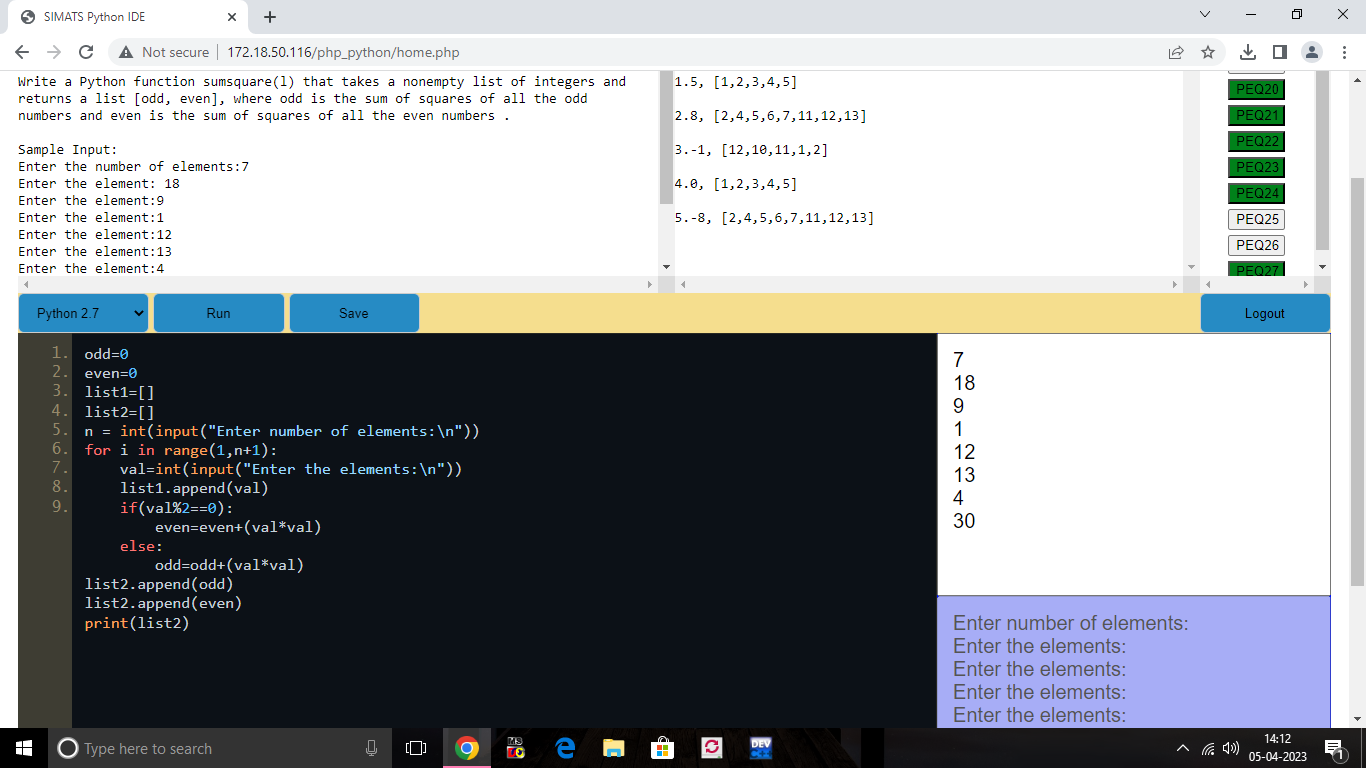 SIMATS Python IDE
Not secure
172.18.50.116/php_python/home.php
Write a Python function sumsquare(l) that takes a nonempty list of integers and
returns a list [odd, even], where odd is the sum of squares of all the odd
numbers and even is the sum of squares of all the even numbers .
Sample Input:
Enter the number of elements:7
Enter the element: 18
Enter the element:9
Enter the element:1
Enter the element:12
Enter the element:13
Enter the element:4
1.5, [1,2,3,4,5]
2.8, [2,4,5,6,7,11,12,13]
3.-1, [12,10,11,1,2]
4.0, [1,2,3,4,5]
5.-8, [2,4,5,6,7,11,12,13]
PEQ20
PEQ21
PEQ22
PEQ23
PEQ24
PEQ25
PEQ26
PEQ27
Python 2.7
Run
Save
Logout
1. odd=0
2. even=0
3. list1=[]
4. list2=[]
5. n = int(input("Enter number of elements:\n"))
6. for i in range(1,n+1):
7. val=int(input("Enter the elements:\n"))
8. list1.append(val)
9. if(val%2==0):
even=even+(val*val)
else:
odd=odd+(val*val)
list2.append(odd)
list2.append(even)
print(list2)
7
18
9
1
12
13
4
30
Enter number of elements:
Enter the elements:
Enter the elements:
Enter the elements:
Enter the elements:
Type here to search
DEV
14:12
05-04-2023
1